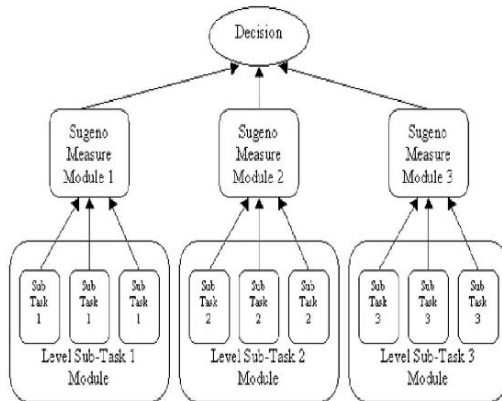 Decision
Sugeno
Measure
Module 1
Sugeno
Measure
Module 2
Sugeno
Measure
Module 3
Sub
Task
1
Sub
Task
1
Sub
Task
1
Level Sub-Task 1
Module
Sub
Task
2
Sub
Task
2
Sub
Task
2
Level Sub-Task 2
Module
Sub
Task
3
Sub
Task
3
Sub
Task
3
Level Sub-Task 3
Module